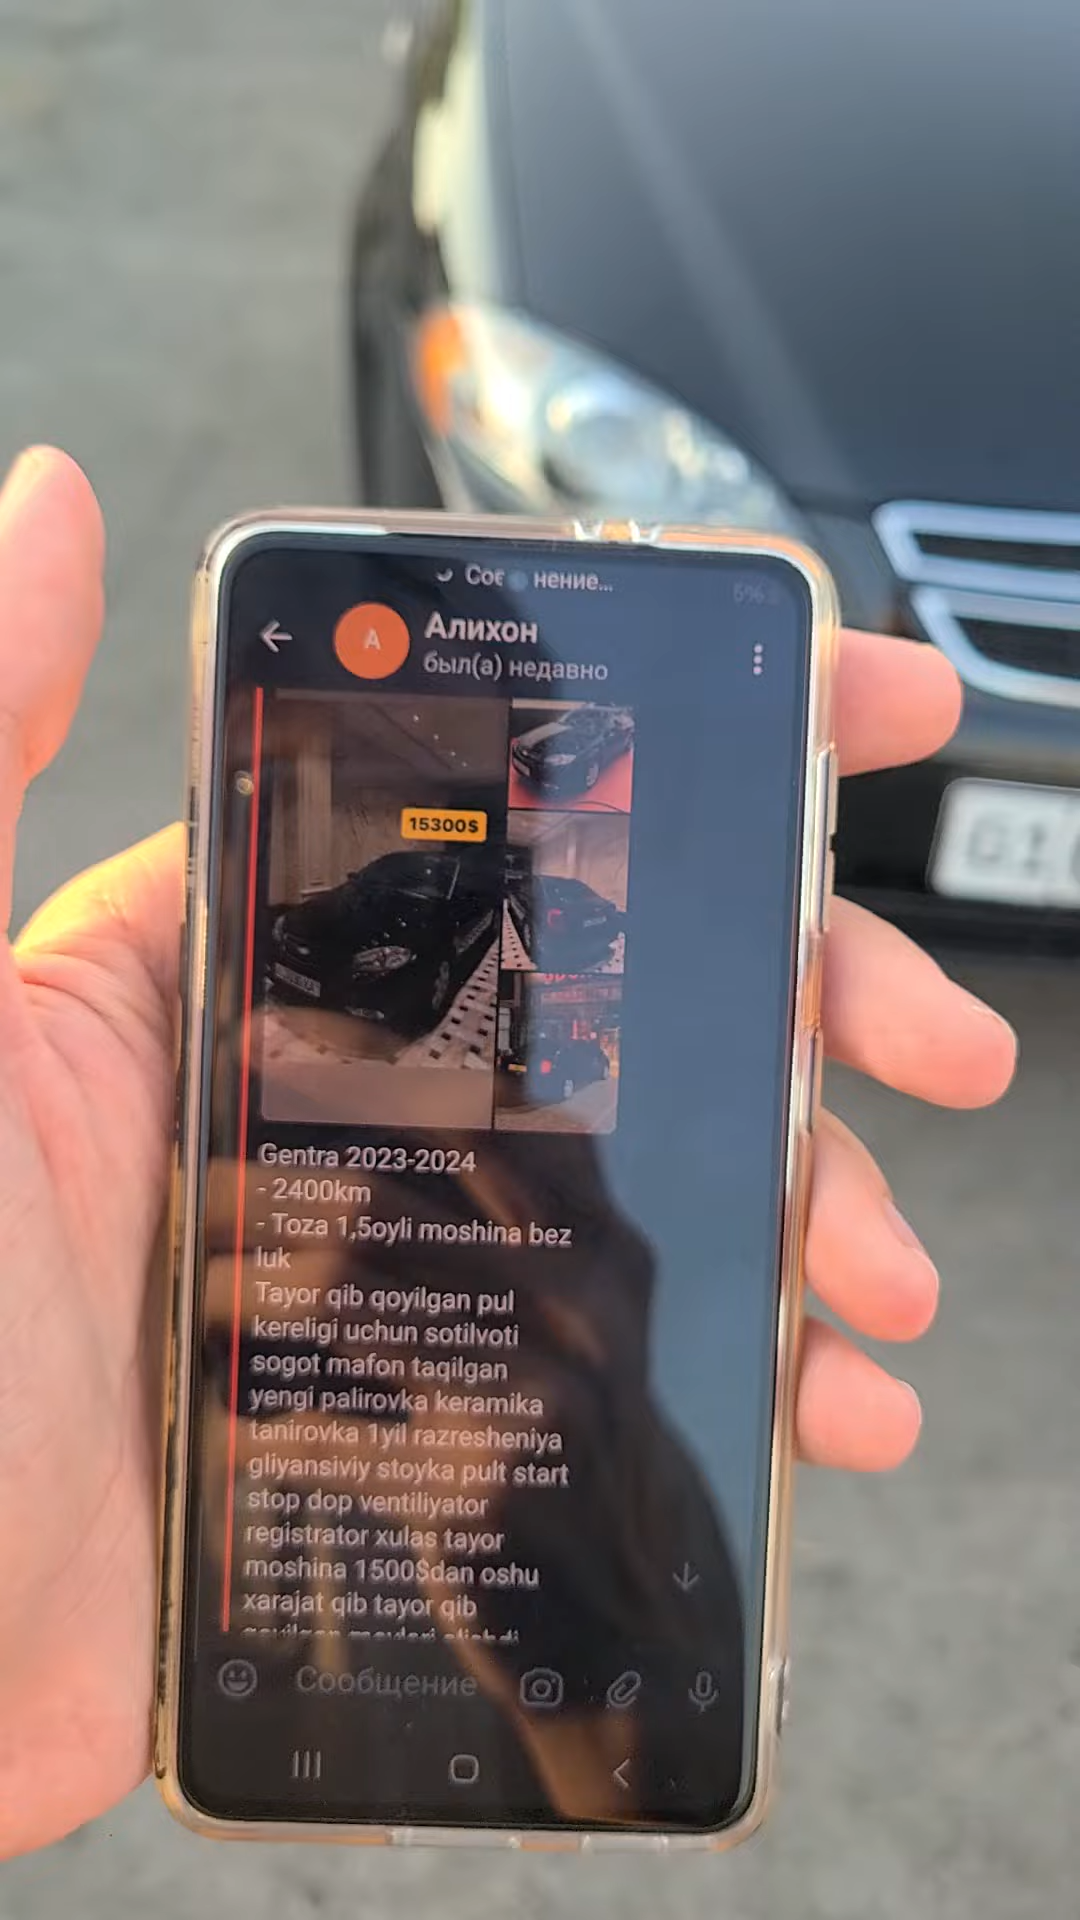 5%
Алихон
А
был(а) недавно
15300$
Gentra 2023-2024
- 2400km
- Toza 1,5oyli moshina bez
luk
Tayor qib qoyilgan pul
kereligi uchun sotilvoti
sogot mafon taqilgan
yengi palirovka keramika
tanirovka 1yil razresheniya
gliyansiviy stoyka pult start
stop dop ventiliyator
registrator xulas tayor
moshina 1500$dan oshu
xarajat qib tayor qib
Сообщение